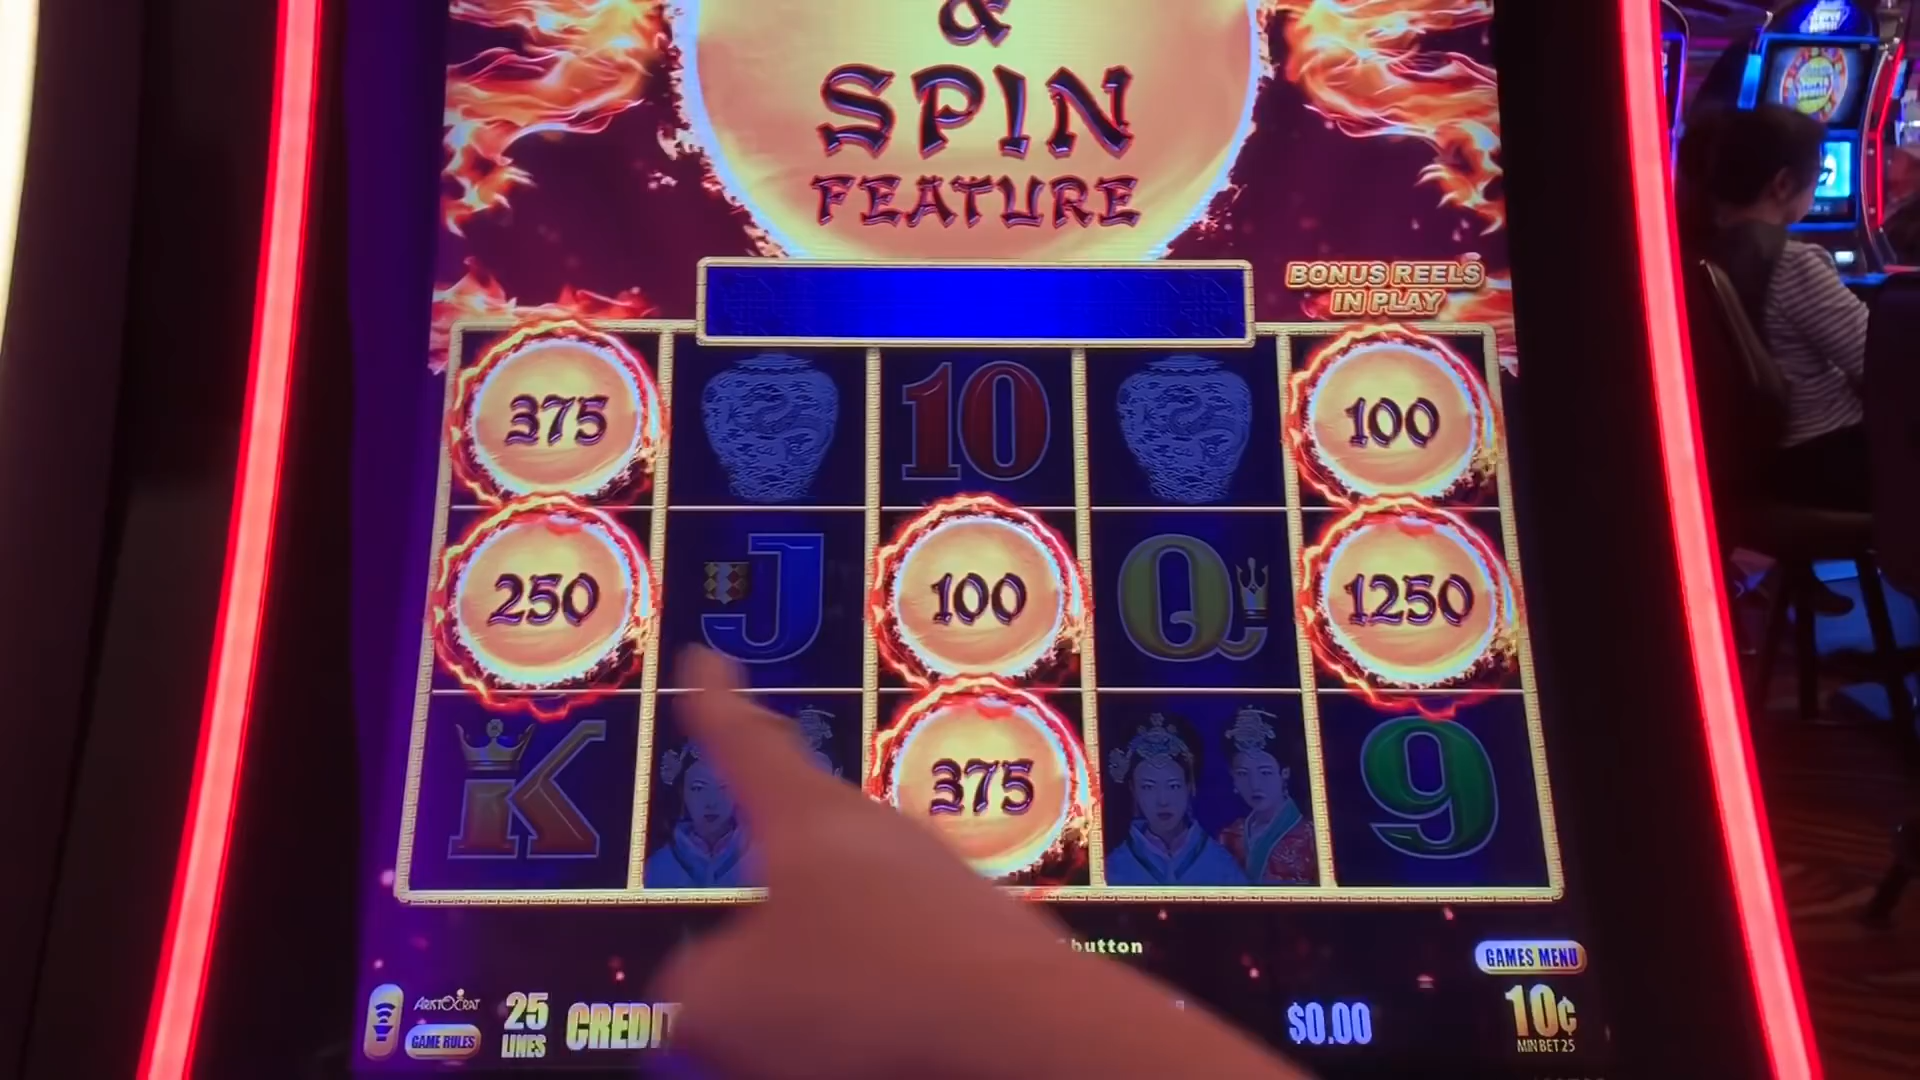 &
SPIN
FEATURE
BONUS REELS
IN PLAY
375
10
100
250
J
100
Q
1250
K
375
9
button
GAMES MENU
ARISTOCRAT
GAME RULES
25
LINES
CREDIT
$0.00
10¢
MIN BET 25